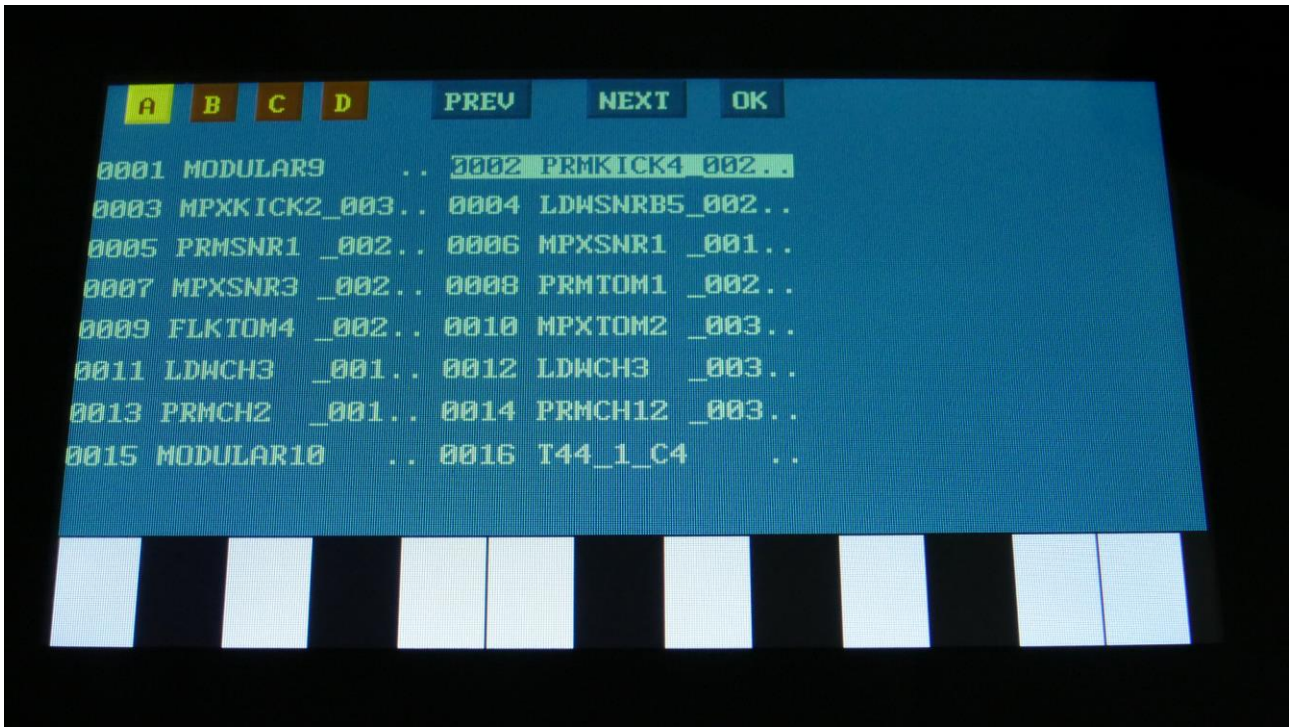 A B C D PREV NEXT OK
0001 MODULAR9 .. 0002 PRMKICK4_002..
0003 MPXKICK2_003.. 0004 LDWSNRB5_002..
0005 PRMSNR1 _002.. 0006 MPXSNR1 _001..
0007 MPXSNR3 _002.. 0008 PRMTOM1 _002..
0009 FLKTOM4 _002.. 0010 MPXTOM2 _003..
0011 LDWCH3 _001.. 0012 LDWCH3 _003..
0013 PRMCH2 _001.. 0014 PRMCH12 _003..
0015 MODULAR10 .. 0016 T44_1_C4 ..